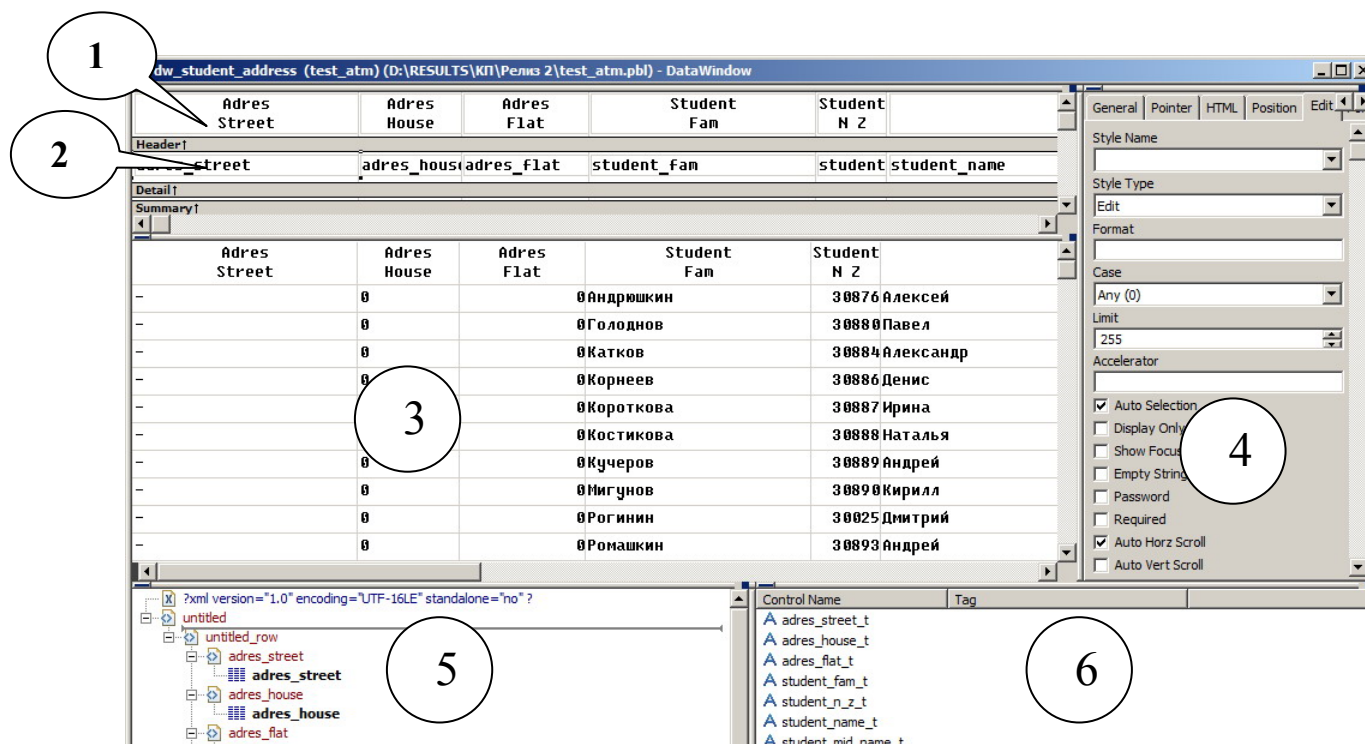 1
dw_student_address (test_atm) (D:\RESULTS\КП\Релиз 2\test_atm.pbl) - DataWindow
Adres Street Adres House Adres Flat Student Fam Student N Z
Header↑
2
street adres_hous adres_flat student_fam student student_name
Detail↑
Summary↑
Adres Street Adres House Adres Flat Student Fam Student N Z
- 0 0 Андрюшкин 30876 Алексей
- 0 0 Голоднов 30880 Павел
- 0 0 Катков 30884 Александр
- 0 0 Корнеев 30886 Денис
- 0 Короткова 30887 Ирина
- 0 Костикова 30888 Наталья
- 0 0 Кучеров 30889 Андрей
- 0 0 Мигунов 30890 Кирилл
- 0 0 Рогинин 30025 Дмитрий
- 0 0 Ромашкин 30893 Андрей
3
General Pointer HTML Position Edit
Style Name
Style Type
Edit
Format
Case
Any (0)
Limit
255
Accelerator
Auto Selection
Display Only
Show Focus
Empty String
Password
Required
Auto Horz Scroll
Auto Vert Scroll
4
?xml version="1.0" encoding="UTF-16LE" standalone="no" ?
untitled
untitled_row
adres_street
adres_street
adres_house
adres_house
adres_flat
5
Control Name Tag
adres_street_t
adres_house_t
adres_flat_t
student_fam_t
student_n_z_t
student_name_t
student_mid_name_t
6